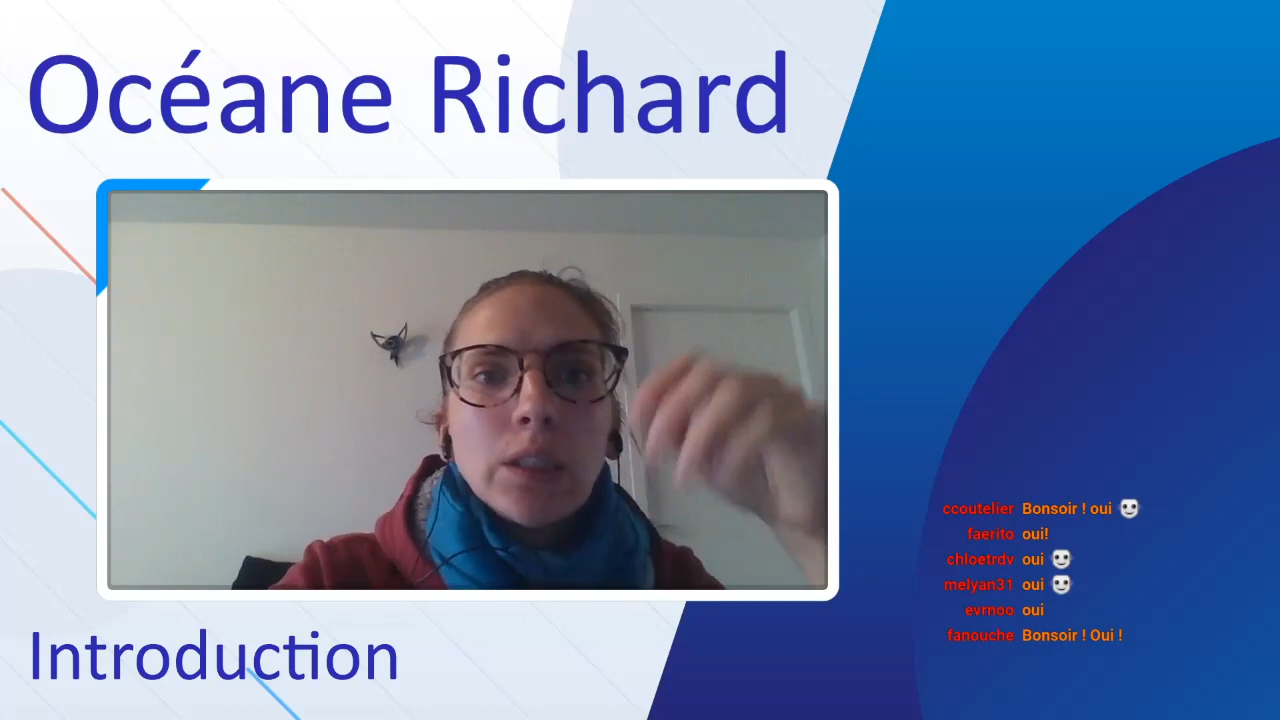 Océane Richard
ccoutelier Bonsoir ! oui
faerito oui!
chloetrdv oui
melyan31 oui
evrnoo oui
fanouche Bonsoir ! Oui !
Introduction